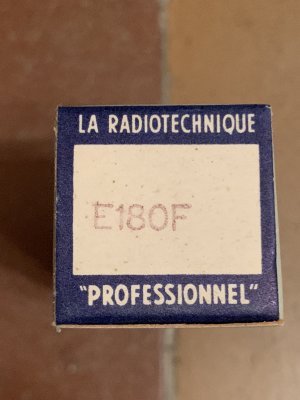 LA RADIOTECHNIQUE
E180F
"PROFESSIONNEL"